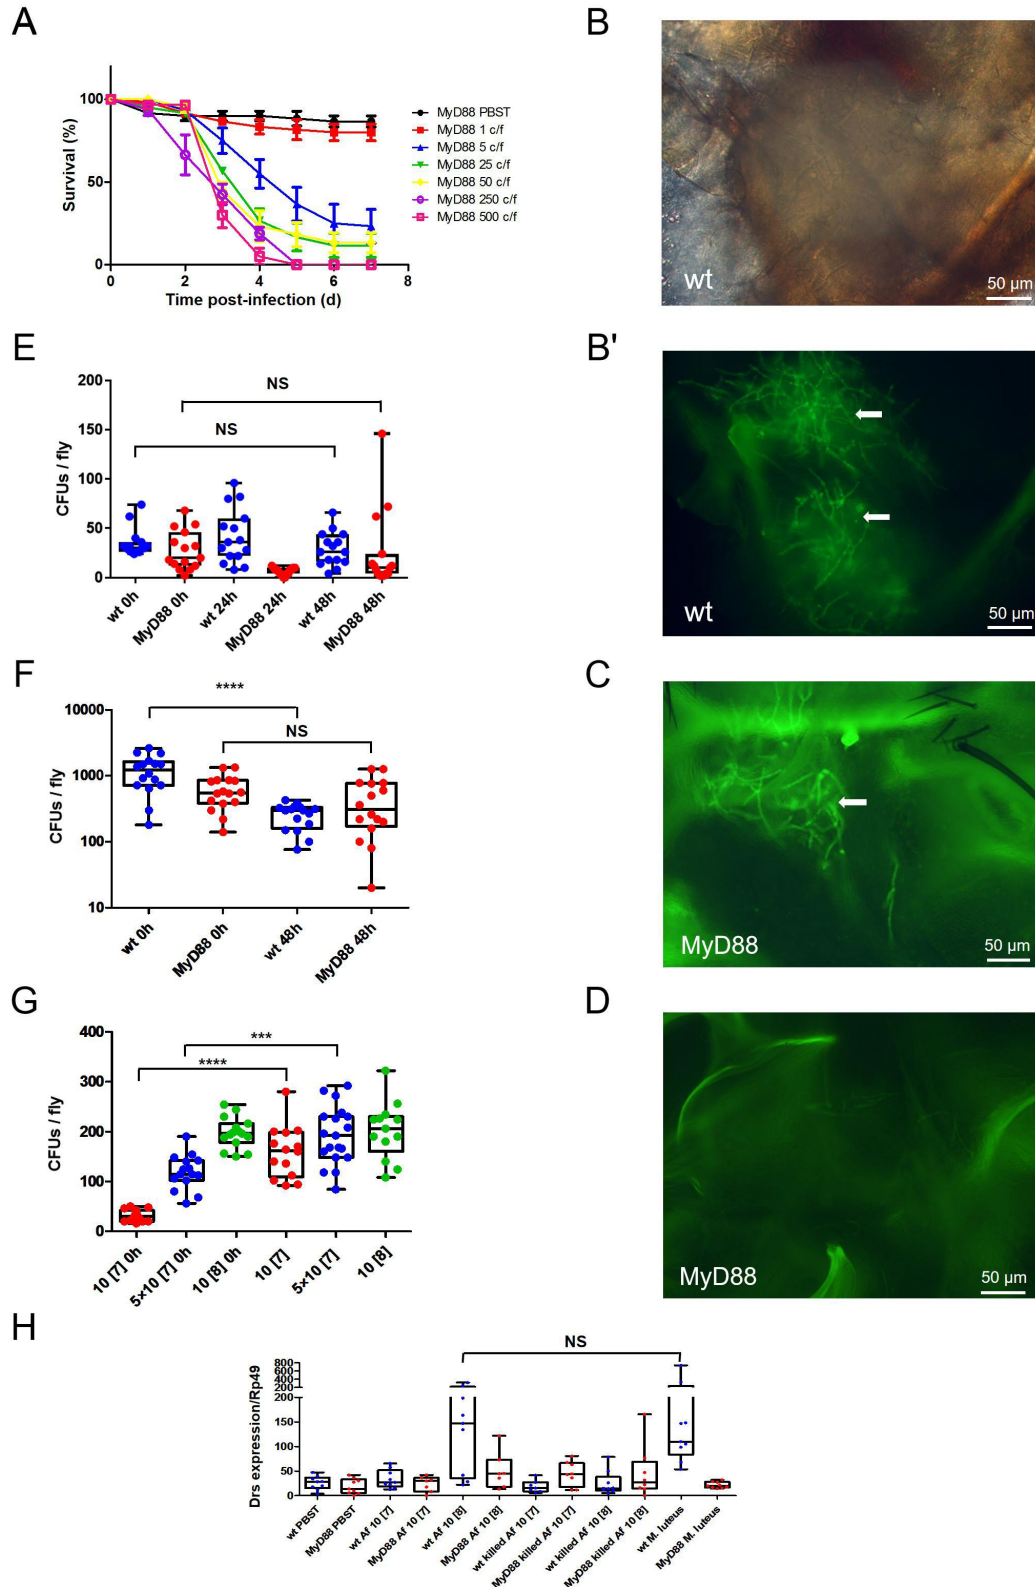 A
Survival (%)
100
50
0
0 2 4 6 8
Time post-infection (d)
MyD88 PBST
MyD88 1 c/f
MyD88 5 c/f
MyD88 25 c/f
MyD88 50 c/f
MyD88 250 c/f
MyD88 500 c/f
B
wt
50 µm
E
CFUs / fly
200
150
100
50
0
NS
NS
wt 0h
MyD88 0h
wt 24h
MyD88 24h
wt 48h
MyD88 48h
B'
wt
50 µm
F
CFUs / fly
10000
1000
100
10
****
NS
wt 0h
MyD88 0h
wt 48h
MyD88 48h
C
MyD88
50 µm
G
CFUs / fly
400
300
200
100
0
***
****
10 [7] 0h
5×10 [7] 0h
10 [8] 0h
10 [7]
5×10 [7]
10 [8]
D
MyD88
50 µm
H
Drs expression/Rp49
800
600
400
200
200
150
100
50
0
NS
wt PBST
MyD88 PBST
wt Af 10 [7]
MyD88 Af 10 [7]
wt Af 10 [8]
MyD88 Af 10 [8]
wt killed Af 10 [7]
MyD88 killed Af 10 [7]
wt killed Af 10 [8]
MyD88 killed Af 10 [8]
wt M. luteus
MyD88 M. luteus